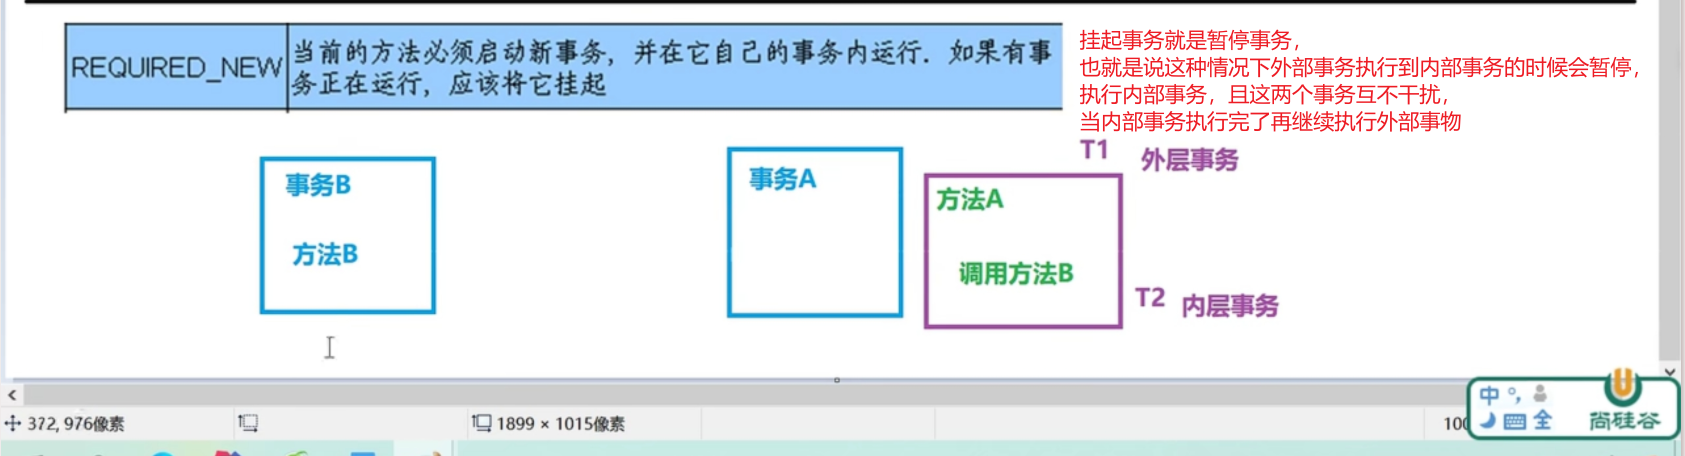 REQUIRED_NEW
当前的方法必须启动新事务，并在它自己的事务内运行．如果有事
务正在运行，应该将它挂起
挂起事务就是暂停事务，
也就是说这种情况下外部事务执行到内部事务的时候会暂停，
执行内部事务，且这两个事务互不干扰，
当内部事务执行完了再继续执行外部事物
T1 外层事务
事务B
方法B
事务A
方法A
调用方法B
T2 内层事务
372, 976像素
1899 × 1015像素
100
中 °, 全
尚硅谷